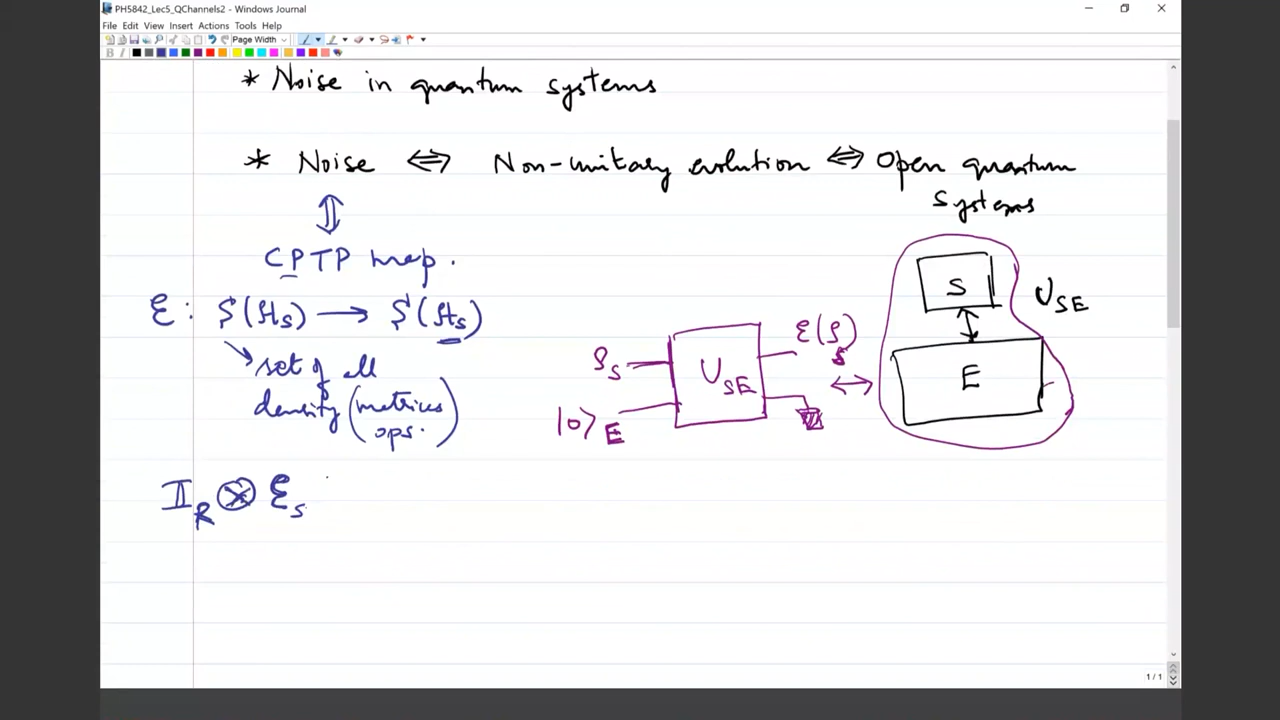 PH5842_Lec5_QChannels2 - Windows Journal
File Edit View Insert Actions Tools Help
Page Width
B I
* Noise in quantum systems
* Noise ⟺ Non-unitary evolution ⟺ Open quantum
systems
⇕
CPTP map.
ℰ: S(ℋ_S) ⟶ S(ℋ_S)
set of all
density (matrices
ops.)
S
U_SE
E
ρ_S
U_SE
ℰ(ρ_S)
|0⟩_E
I_R ⊗ ℰ_S
1 / 1